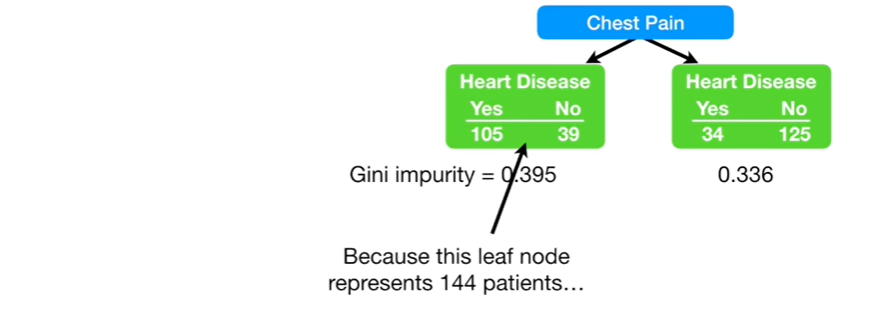 Chest Pain
Heart Disease
Yes No
105 39
Heart Disease
Yes No
34 125
Gini impurity = 0.395
0.336
Because this leaf node
represents 144 patients…